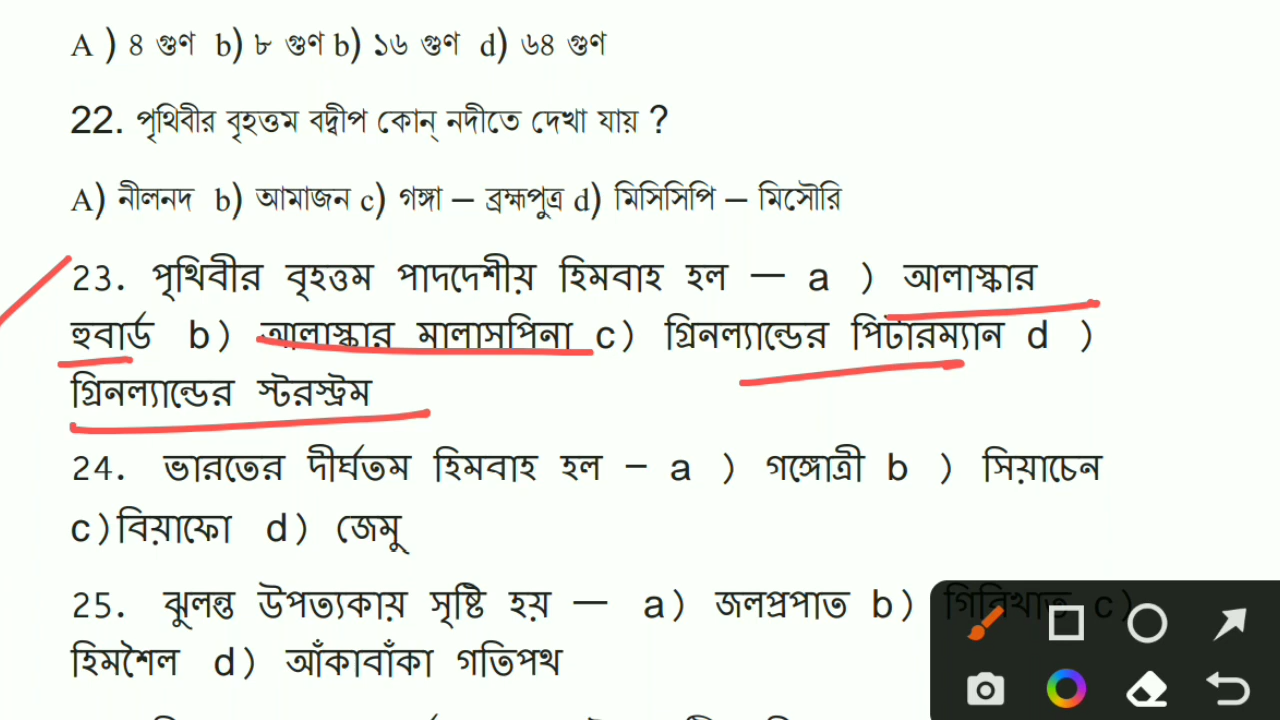 A ) 8 গুণ b) ৮ গুণ b) ১৬ গুণ d) ৬8 গুণ
22. পৃথিবীর বৃহত্তম বদ্বীপ কোন্ নদীতে দেখা যায় ?
A) নীলনদ b) আমাজন c) গঙ্গা – ব্রহ্মপুত্র d) মিসিসিপি – মিসৌরি
23. পৃথিবীর বৃহত্তম পাদদেশীয় হিমবাহ হল — a ) আলাস্কার
হুবার্ড b) আলাস্কার মালাসপিনা c) গ্রিনল্যান্ডের পিটারম্যান d )
গ্রিনল্যান্ডের স্টরস্ট্রম
24. ভারতের দীর্ঘতম হিমবাহ হল – a ) গঙ্গোত্রী b ) সিয়াচেন
c)বিয়াফো d) জেমু
25. ঝুলন্ত উপত্যকায় সৃষ্টি হয় — a) জলপ্রপাত b) গিরিখাত c)
হিমশৈল d) আঁকাবাঁকা গতিপথ